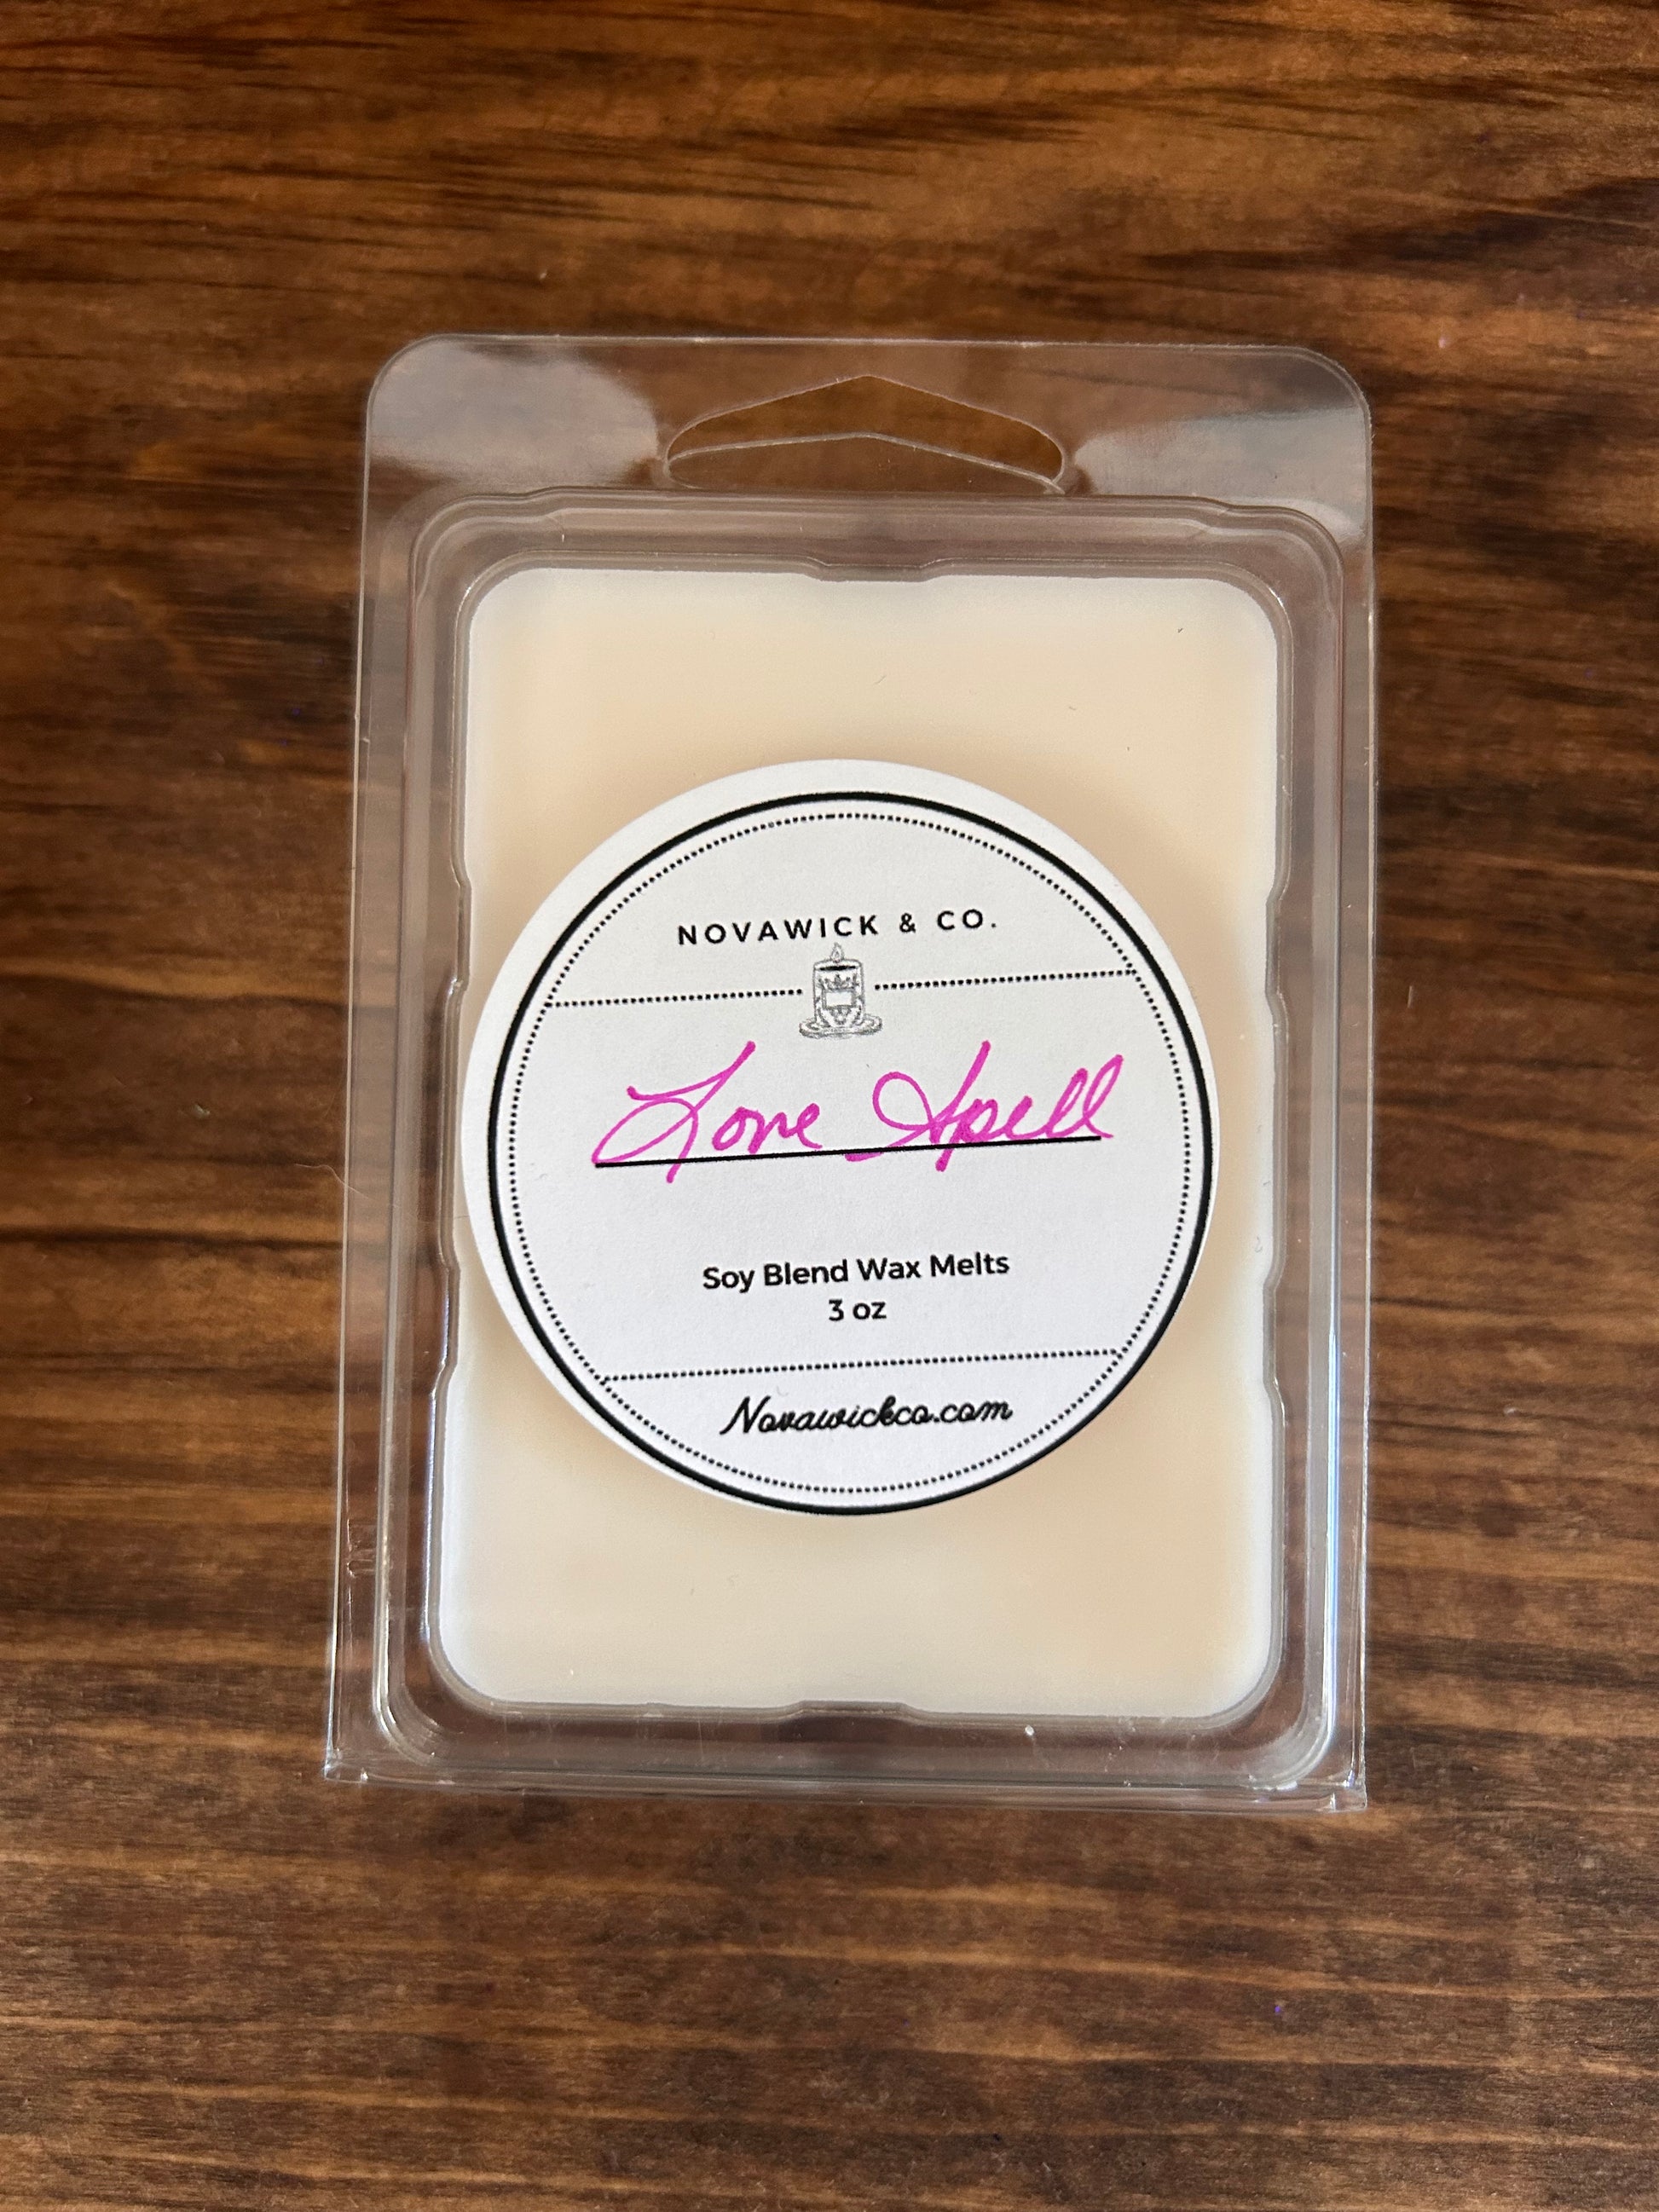 NOVAWICK & CO.
Love Spell
Soy Blend Wax Melts
3 oz
Novawickco.com